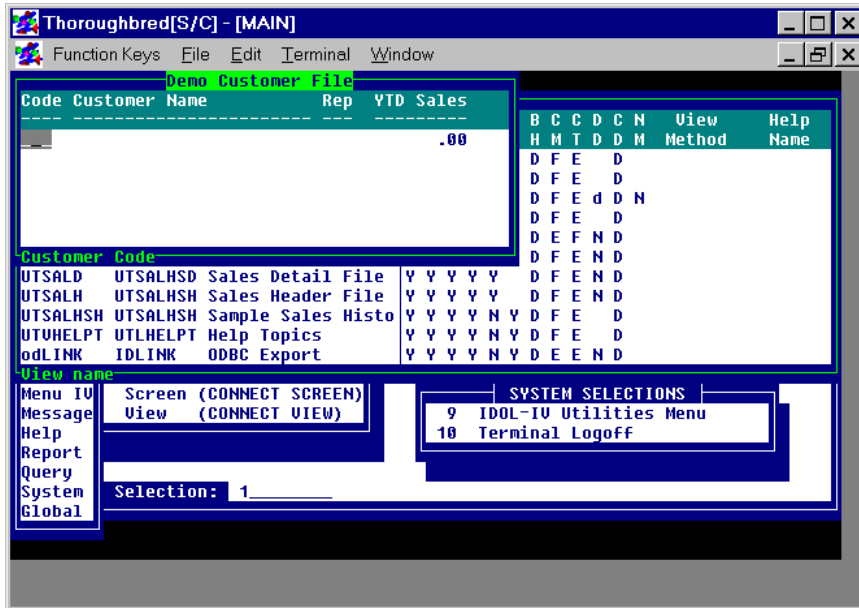 Thoroughbred[S/C] - [MAIN]
Function Keys File Edit Terminal Window
Demo Customer File
Code Customer Name Rep YTD Sales
---- ----------------------- --- ---------
.00
Customer Code
B C C D C N View Help
H M T D D M Method Name
D F E D
D F E D
D F E d D N
D F E D
D E F N D
D F E N D
UTSALD UTSALHSD Sales Detail File Y Y Y Y Y D F E N D
UTSALH UTSALHSH Sales Header File Y Y Y Y Y D F E N D
UTSALHSH UTSALHSH Sample Sales Histo Y Y Y Y N Y D F E D
UTVHELPT UTLHELPT Help Topics Y Y Y Y N Y D F E D
odLINK IDLINK ODBC Export Y Y Y Y N Y D E E N D
View name
Menu IV
Message
Help
Report
Query
System
Global
Screen (CONNECT SCREEN)
View (CONNECT VIEW)
SYSTEM SELECTIONS
9 IDOL-IV Utilities Menu
10 Terminal Logoff
Selection: 1_________